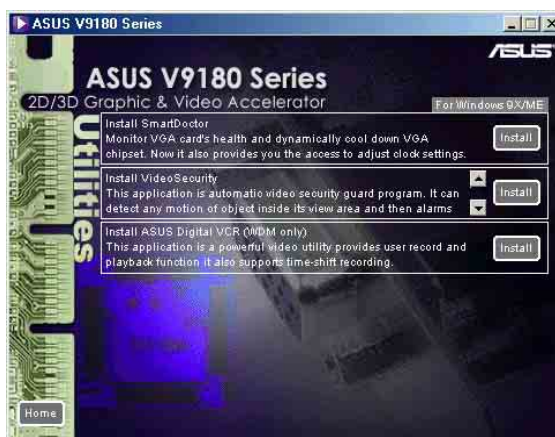 ASUS V9180 Series
ASUS
ASUS V9180 Series
2D/3D Graphic & Video Accelerator
For Windows 9X/ME
Utilities
Install SmartDoctor
Monitor VGA card's health and dynamically cool down VGA
chipset. Now it also provides you the access to adjust clock settings.
Install
Install VideoSecurity
This application is automatic video security guard program. It can
detect any motion of object inside its view area and then alarms
Install
Install ASUS Digital VCR (WDM only)
This application is a powerful video utility provides user record and
playback function it also supports time-shift recording.
Install
Home